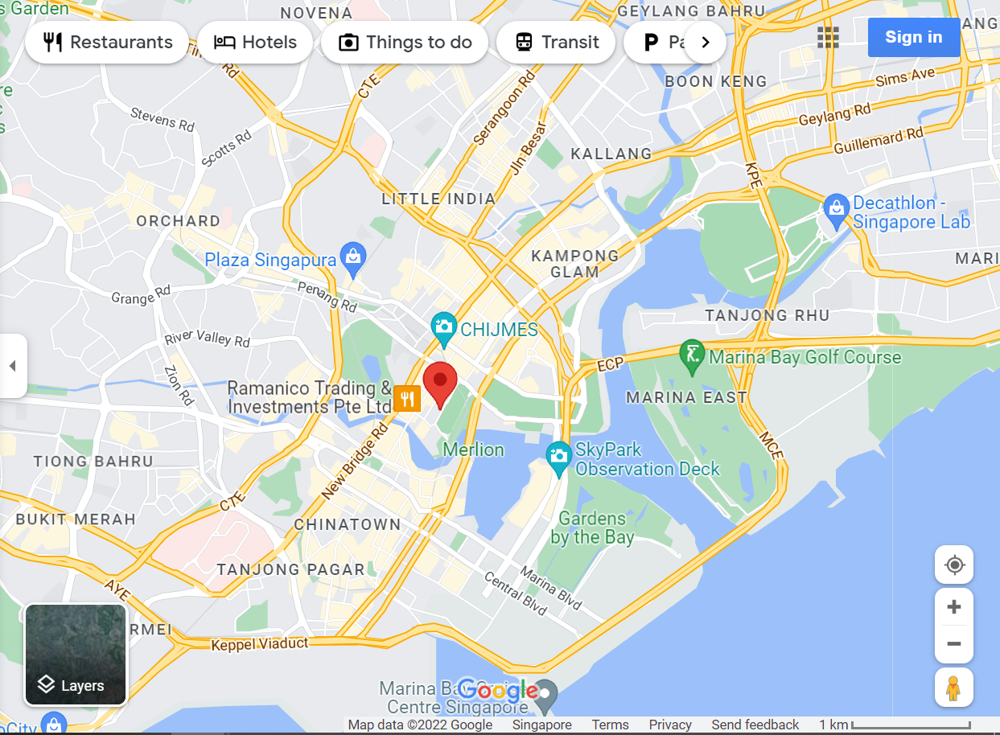 s Garden
NOVENA
GEYLANG BAHRU
Restaurants
Hotels
Things to do
Transit
P
Pa
Sign in
ANG
Tim
Rd
CTE
Serangoon Rd
BOON KENG
Sims Ave
re
c
s
Stevens Rd
Scotts Rd
Jln Besar
Geylang Rd
Guillemard Rd
KALLANG
KPE
LITTLE INDIA
ORCHARD
Decathlon -
Singapore Lab
Plaza Singapura
KAMPONG
GLAM
MARI
Grange Rd
Penang Rd
TANJONG RHU
CHIJMES
River Valley Rd
ECP
Marina Bay Golf Course
Zion Rd
Ramanico Trading &
Investments Pte Ltd
MARINA EAST
Merlion
SkyPark
Observation Deck
MCE
TIONG BAHRU
New Bridge Rd
CTE
BUKIT MERAH
CHINATOWN
Gardens
by the Bay
TANJONG PAGAR
Marina Blvd
Central Blvd
AYE
RMEI
Keppel Viaduct
Layers
Marina Bay Cruise
Centre Singapore
Google
oCity
Map data ©2022 Google
Singapore
Terms
Privacy
Send feedback
1 km